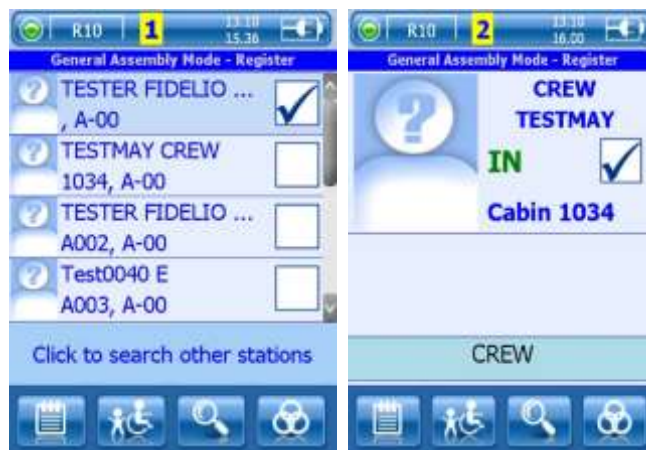 R10 1 13.10
15.36
General Assembly Mode - Register
TESTER FIDELIO ...
, A-00
TESTMAY CREW
1034, A-00
TESTER FIDELIO ...
A002, A-00
Test0040 E
A003, A-00
Click to search other stations
R10 2 13.10
16.00
General Assembly Mode - Register
CREW
TESTMAY
IN
Cabin 1034
CREW